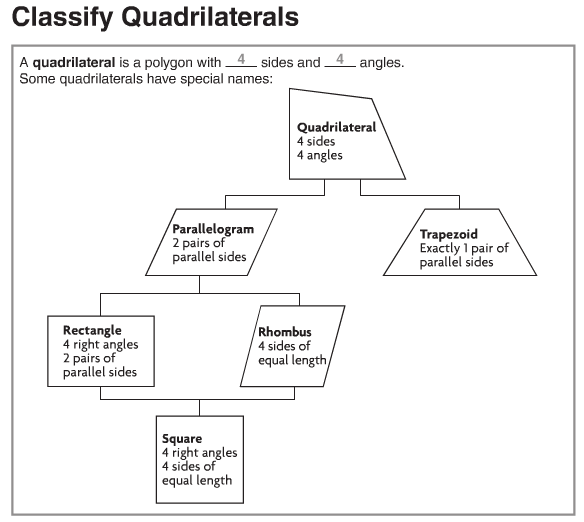 Classify Quadrilaterals
A quadrilateral is a polygon with 4 sides and 4 angles.
Some quadrilaterals have special names:
Quadrilateral
4 sides
4 angles
Parallelogram
2 pairs of
parallel sides
Trapezoid
Exactly 1 pair of
parallel sides
Rectangle
4 right angles
2 pairs of
parallel sides
Rhombus
4 sides of
equal length
Square
4 right angles
4 sides of
equal length